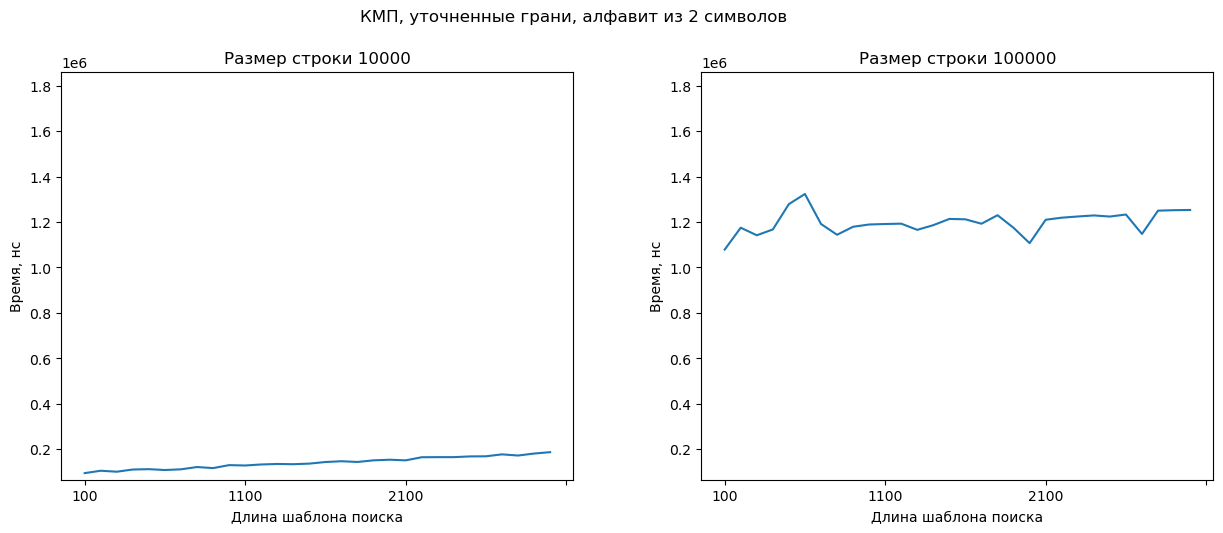 КМП, уточненные грани, алфавит из 2 символов
Размер строки 10000
1e6
1.8
1.6
1.4
1.2
1.0
0.8
0.6
0.4
0.2
Время, нс
100 1100 2100
Длина шаблона поиска
Размер строки 100000
1e6
1.8
1.6
1.4
1.2
1.0
0.8
0.6
0.4
0.2
Время, нс
100 1100 2100
Длина шаблона поиска